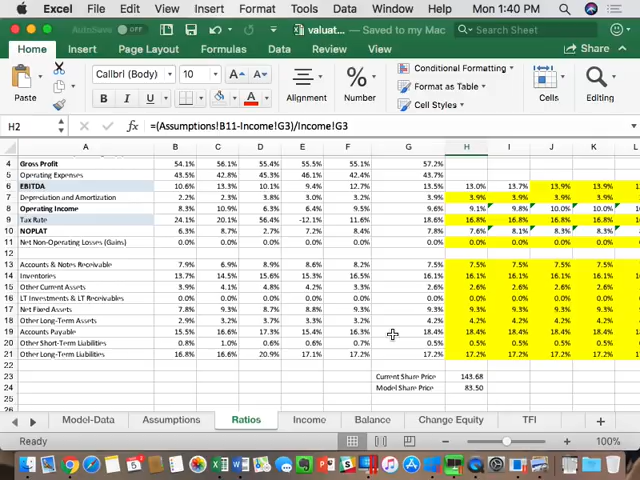 Excel File Edit View Insert Format Tools Data Window Mon 1:40 PM
AutoSave OFF valuat... — Saved to my Mac Search Sheet
Home Insert Page Layout Formulas Data Review View Share
Paste Calibri (Body) 10 A A Alignment Number Conditional Formatting Format as Table Cell Styles Cells Editing
B I U
H2 fx =(Assumptions!B11-Income!G3)/Income!G3
A B C D E F G H I J K L
4 Gross Profit 54.1% 56.1% 55.4% 55.5% 55.1% 57.2%
5 Operating Expenses 43.5% 42.8% 45.3% 46.1% 42.4% 43.7%
6 EBITDA 10.6% 13.3% 10.1% 9.4% 12.7% 13.5% 13.0% 13.7% 13.9% 13.9%
7 Depreciation and Amortization 2.2% 2.3% 3.8% 3.0% 3.2% 3.9% 3.9% 3.9% 3.9% 3.9%
8 Operating Income 8.3% 10.9% 6.3% 6.4% 9.5% 9.6% 9.1% 9.8% 10.0% 10.0%
9 Tax Rate 24.1% 20.1% 56.4% -12.1% 11.6% 18.6% 16.8% 16.8% 16.8% 16.8%
10 NOPLAT 6.3% 8.7% 2.7% 7.2% 8.4% 7.8% 7.6% 8.1% 8.3% 8.3%
11 Net Non-Operating Losses (Gains) 0.0% 0.0% 0.0% 0.0%
12
13 Accounts & Notes Receivable 7.9% 6.9% 8.9% 8.6% 8.2% 7.5% 7.5% 7.5% 7.5% 7.5%
14 Inventories 13.7% 14.5% 15.6% 15.3% 16.5% 16.1% 16.1% 16.1% 16.1% 16.1%
15 Other Current Assets 3.9% 4.1% 4.8% 4.2% 3.3% 2.6% 2.6% 2.6% 2.6% 2.6%
16 LT Investments & LT Receivables 0.0% 0.0% 0.0% 0.0% 0.0% 0.0% 0.0% 0.0% 0.0% 0.0%
17 Net Fixed Assets 7.8% 9.3% 8.7% 8.8% 9.3% 9.3% 9.3% 9.3% 9.3% 9.3%
18 Other Long-Term Assets 2.9% 3.2% 3.7% 3.3% 3.2% 4.2% 4.2% 4.2% 4.2% 4.2%
19 Accounts Payable 15.5% 16.6% 17.3% 15.4% 16.3% 18.4% 18.4% 18.4% 18.4% 18.4%
20 Other Short-Term Liabilities 0.8% 1.0% 0.6% 0.6% 0.7% 0.5% 0.5% 0.5% 0.5% 0.5%
21 Other Long-Term Liabilities 16.8% 16.6% 20.9% 17.1% 17.2% 17.2% 17.2% 17.2% 17.2% 17.2%
22
23 Current Share Price 143.68
24 Model Share Price 83.50
25
Model-Data Assumptions Ratios Income Balance Change Equity TFI
Ready 100%